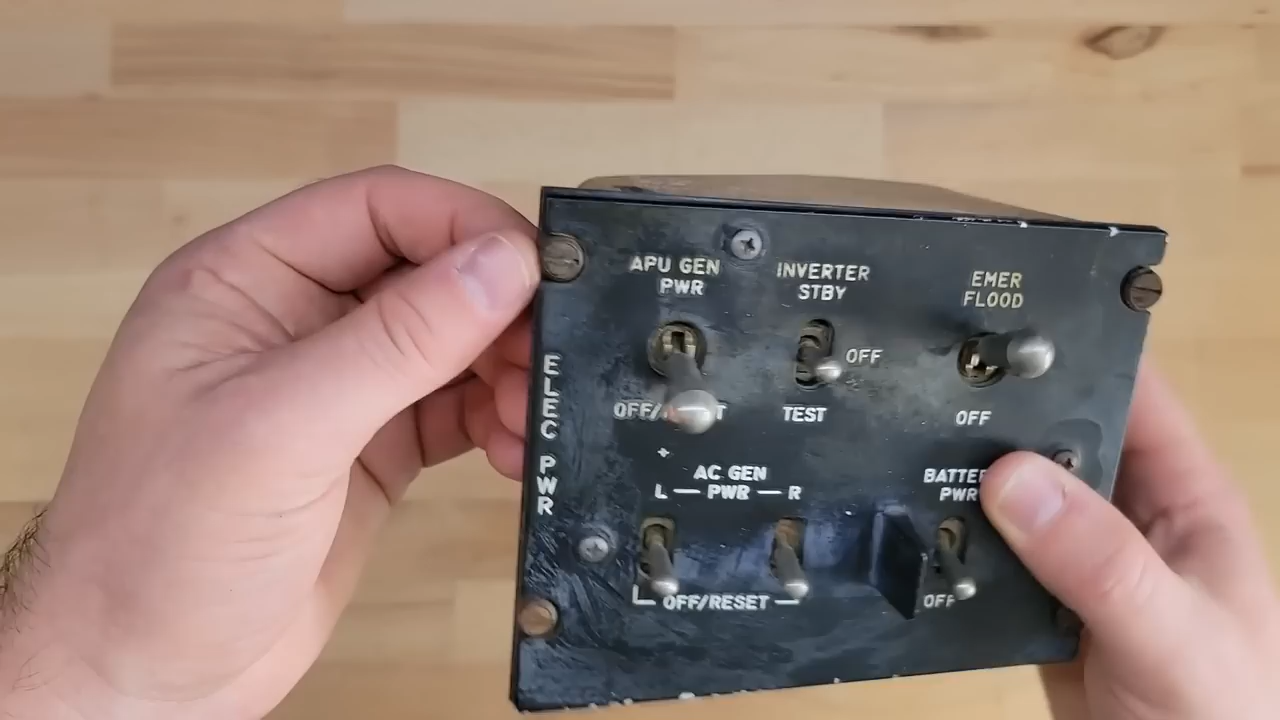 APU GEN
PWR
INVERTER
STBY
OFF
TEST
EMER
FLOOD
OFF
ELEC PWR
AC GEN
L — PWR — R
OFF/RESET
PWR
OFF